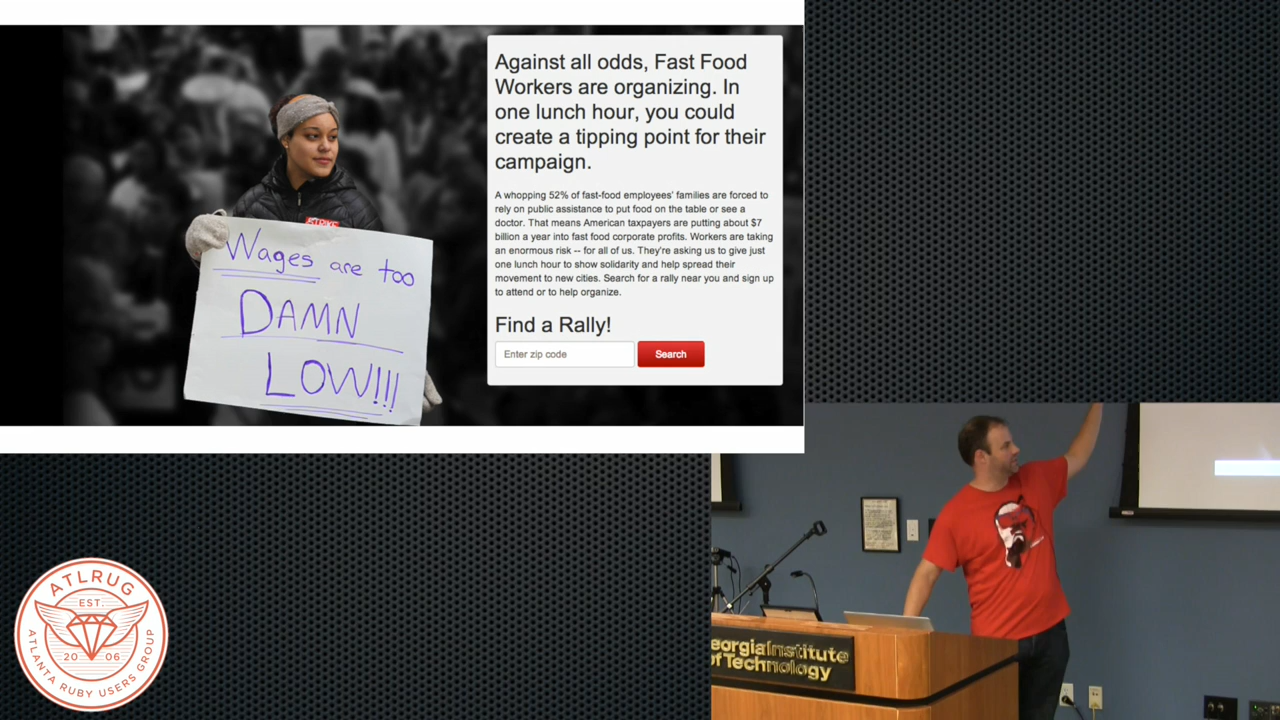 STRIKE
Wages are too
DAMN
LOW!!!
Against all odds, Fast Food
Workers are organizing. In
one lunch hour, you could
create a tipping point for their
campaign.
A whopping 52% of fast-food employees' families are forced to
rely on public assistance to put food on the table or see a
doctor. That means American taxpayers are putting about $7
billion a year into fast food corporate profits. Workers are taking
an enormous risk -- for all of us. They're asking us to give just
one lunch hour to show solidarity and help spread their
movement to new cities. Search for a rally near you and sign up
to attend or to help organize.
Find a Rally!
Enter zip code
Search
ATLRUG
EST.
20 06
ATLANTA RUBY USERS GROUP
eorgiaInstitute
of Technology